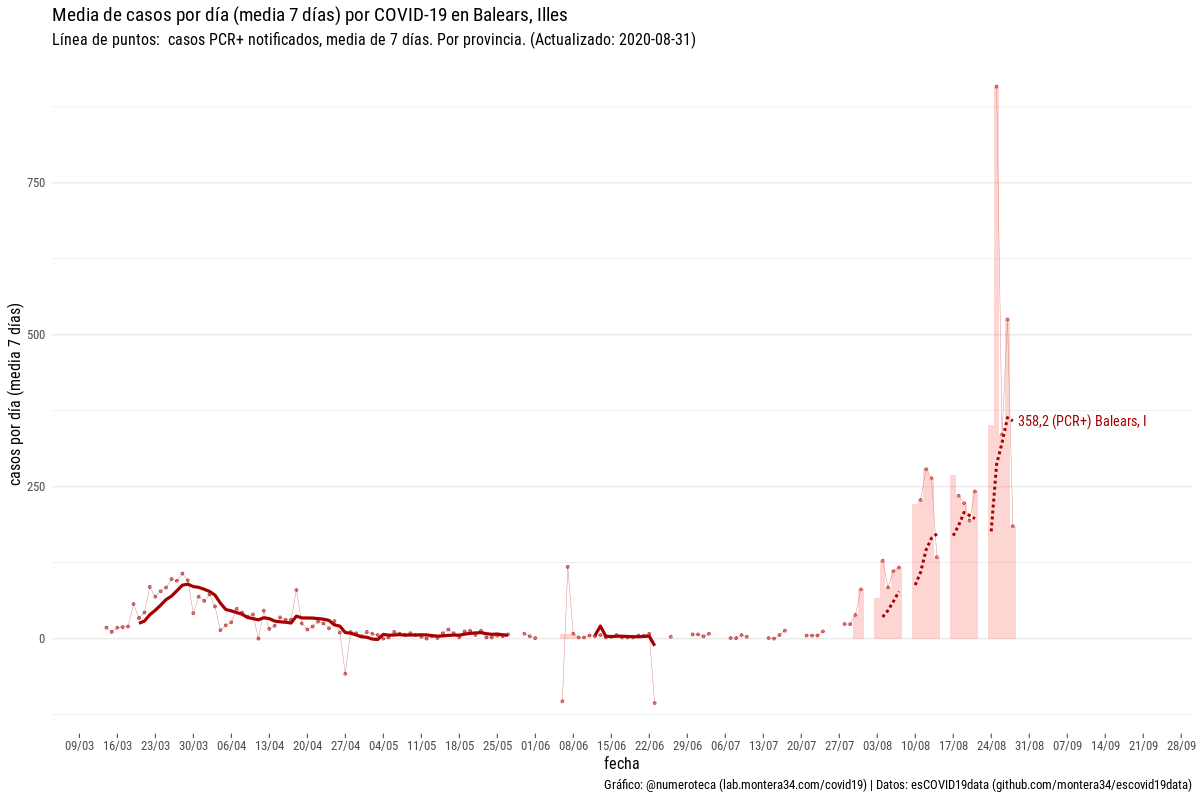 Media de casos por día (media 7 días) por COVID-19 en Balears, Illes
Línea de puntos:  casos PCR+ notificados, media de 7 días. Por provincia. (Actualizado: 2020-08-31)
casos por día (media 7 días)
750
500
250
0
358,2 (PCR+) Balears, I
09/03 16/03 23/03 30/03 06/04 13/04 20/04 27/04 04/05 11/05 18/05 25/05 01/06 08/06 15/06 22/06 29/06 06/07 13/07 20/07 27/07 03/08 10/08 17/08 24/08 31/08 07/09 14/09 21/09 28/09
fecha
Gráfico: @numeroteca (lab.montera34.com/covid19) | Datos: esCOVID19data (github.com/montera34/escovid19data)